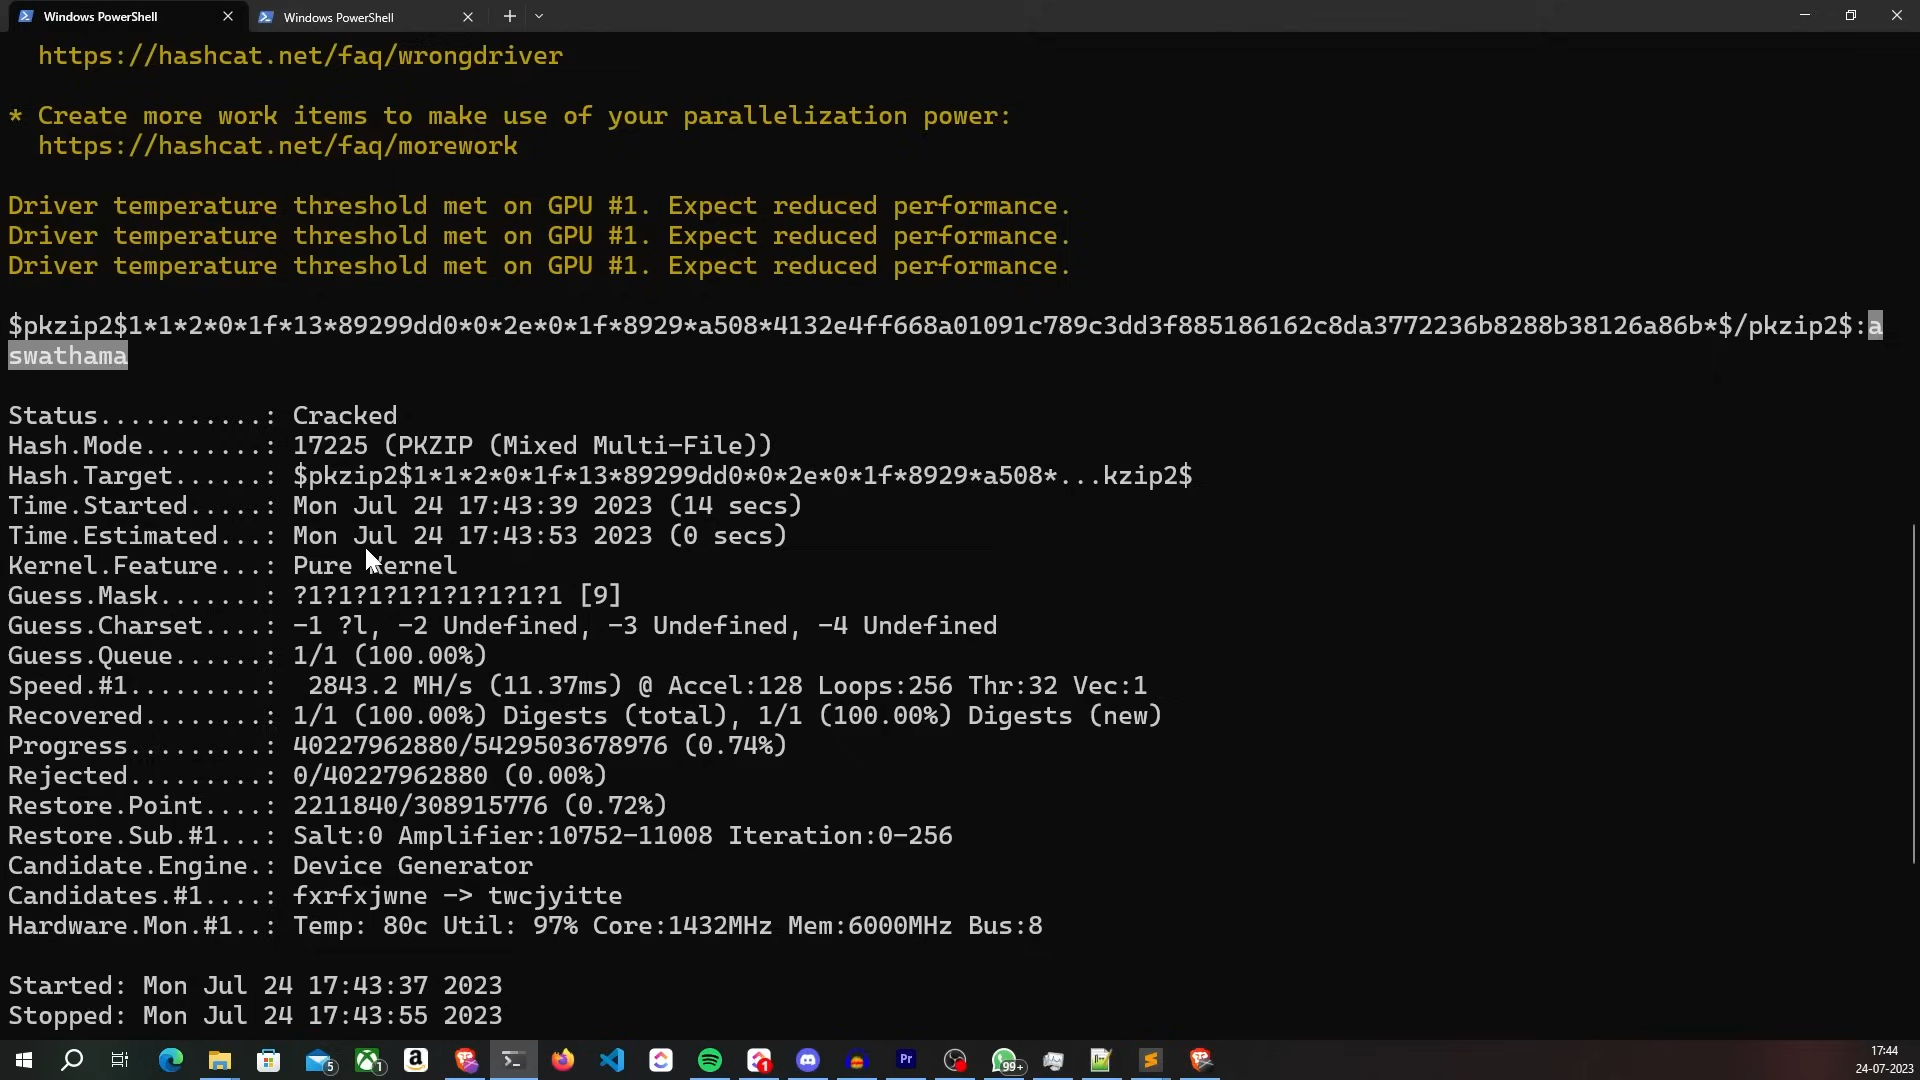 Windows PowerShell
Windows PowerShell
https://hashcat.net/faq/wrongdriver
* Create more work items to make use of your parallelization power:
https://hashcat.net/faq/morework
Driver temperature threshold met on GPU #1. Expect reduced performance.
Driver temperature threshold met on GPU #1. Expect reduced performance.
Driver temperature threshold met on GPU #1. Expect reduced performance.
$pkzip2$1*1*2*0*1f*13*89299dd0*0*2e*0*1f*8929*a508*4132e4ff668a01091c789c3dd3f885186162c8da3772236b8288b38126a86b*$/pkzip2$:a
swathama
Status...........: Cracked
Hash.Mode........: 17225 (PKZIP (Mixed Multi-File))
Hash.Target......: $pkzip2$1*1*2*0*1f*13*89299dd0*0*2e*0*1f*8929*a508*...kzip2$
Time.Started.....: Mon Jul 24 17:43:39 2023 (14 secs)
Time.Estimated...: Mon Jul 24 17:43:53 2023 (0 secs)
Kernel.Feature...: Pure Kernel
Guess.Mask.......: ?1?1?1?1?1?1?1?1?1 [9]
Guess.Charset....: -1 ?l, -2 Undefined, -3 Undefined, -4 Undefined
Guess.Queue......: 1/1 (100.00%)
Speed.#1.........:  2843.2 MH/s (11.37ms) @ Accel:128 Loops:256 Thr:32 Vec:1
Recovered........: 1/1 (100.00%) Digests (total), 1/1 (100.00%) Digests (new)
Progress.........: 40227962880/5429503678976 (0.74%)
Rejected.........: 0/40227962880 (0.00%)
Restore.Point....: 2211840/308915776 (0.72%)
Restore.Sub.#1...: Salt:0 Amplifier:10752-11008 Iteration:0-256
Candidate.Engine.: Device Generator
Candidates.#1....: fxrfxjwne -> twcjyitte
Hardware.Mon.#1..: Temp: 80c Util: 97% Core:1432MHz Mem:6000MHz Bus:8
Started: Mon Jul 24 17:43:37 2023
Stopped: Mon Jul 24 17:43:55 2023
5
1
a
1
Pr
99+
17:44
24-07-2023